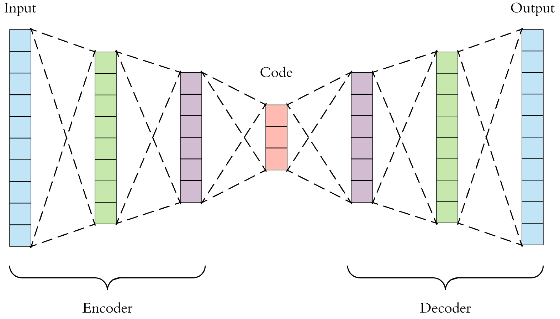 Input
Output
Code
Encoder
Decoder